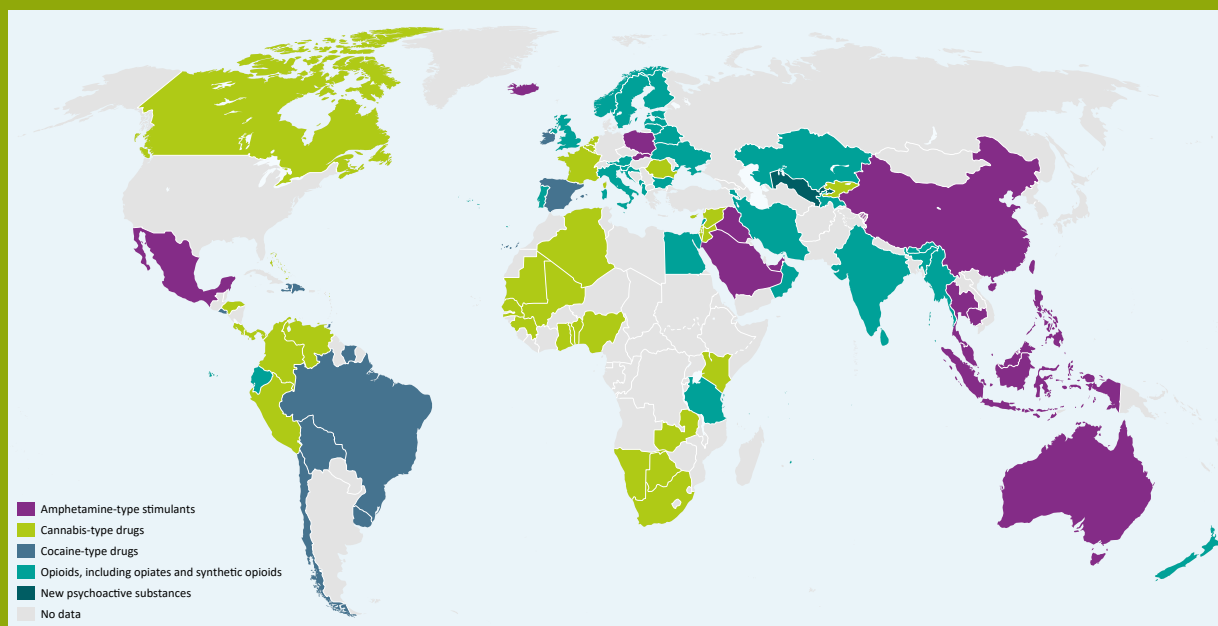 Amphetamine-type stimulants
Cannabis-type drugs
Cocaine-type drugs
Opioids, including opiates and synthetic opioids
New psychoactive substances
No data